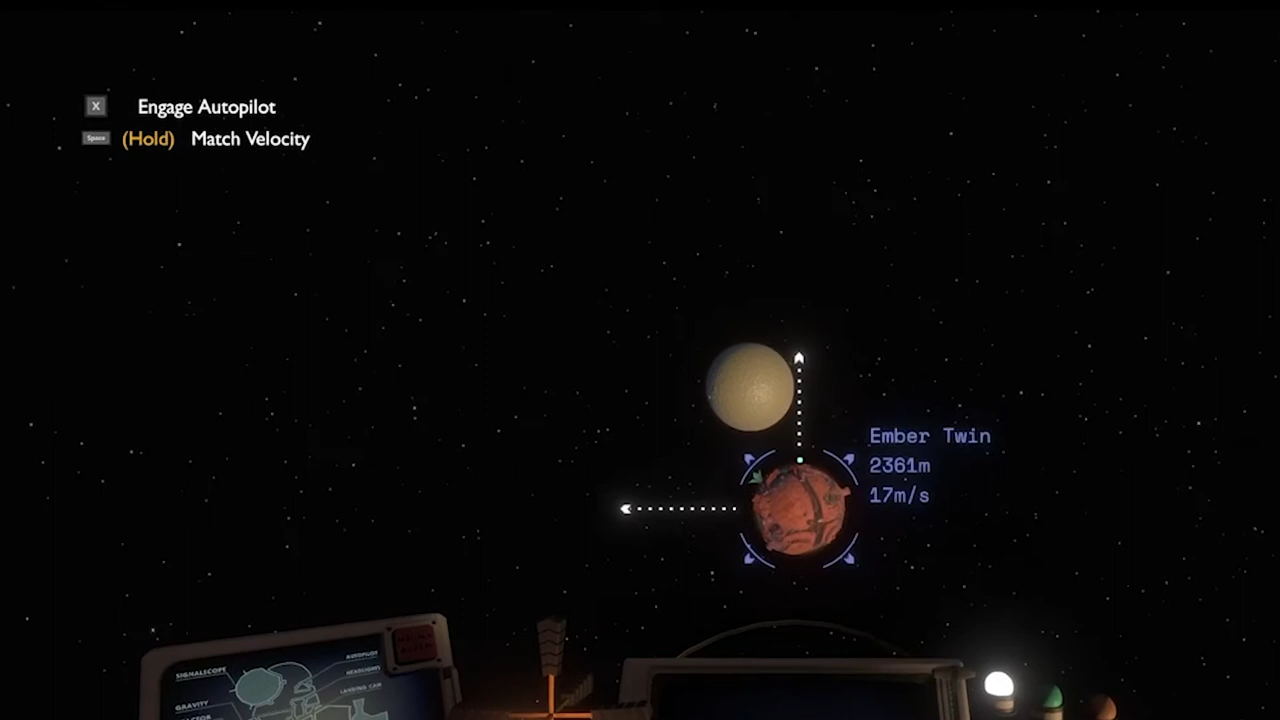 X Engage Autopilot
Space (Hold) Match Velocity
Ember Twin
2361m
17m/s
SIGNALSCOPE
AUTOPILOT
HEADLIGHTS
LANDING CAM
GRAVITY